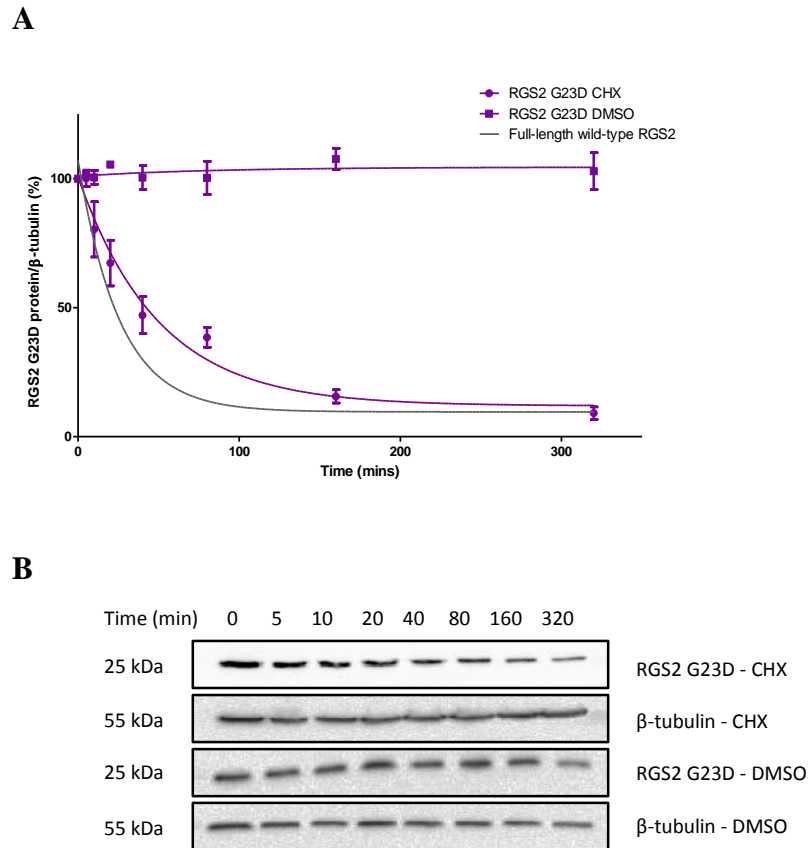 A
RGS2 G23D CHX
RGS2 G23D DMSO
Full-length wild-type RGS2
RGS2 G23D protein/β-tubulin (%)
100
50
0
0 100 200 300
Time (mins)
B
Time (min) 0 5 10 20 40 80 160 320
25 kDa RGS2 G23D - CHX
55 kDa β-tubulin - CHX
25 kDa RGS2 G23D - DMSO
55 kDa β-tubulin - DMSO